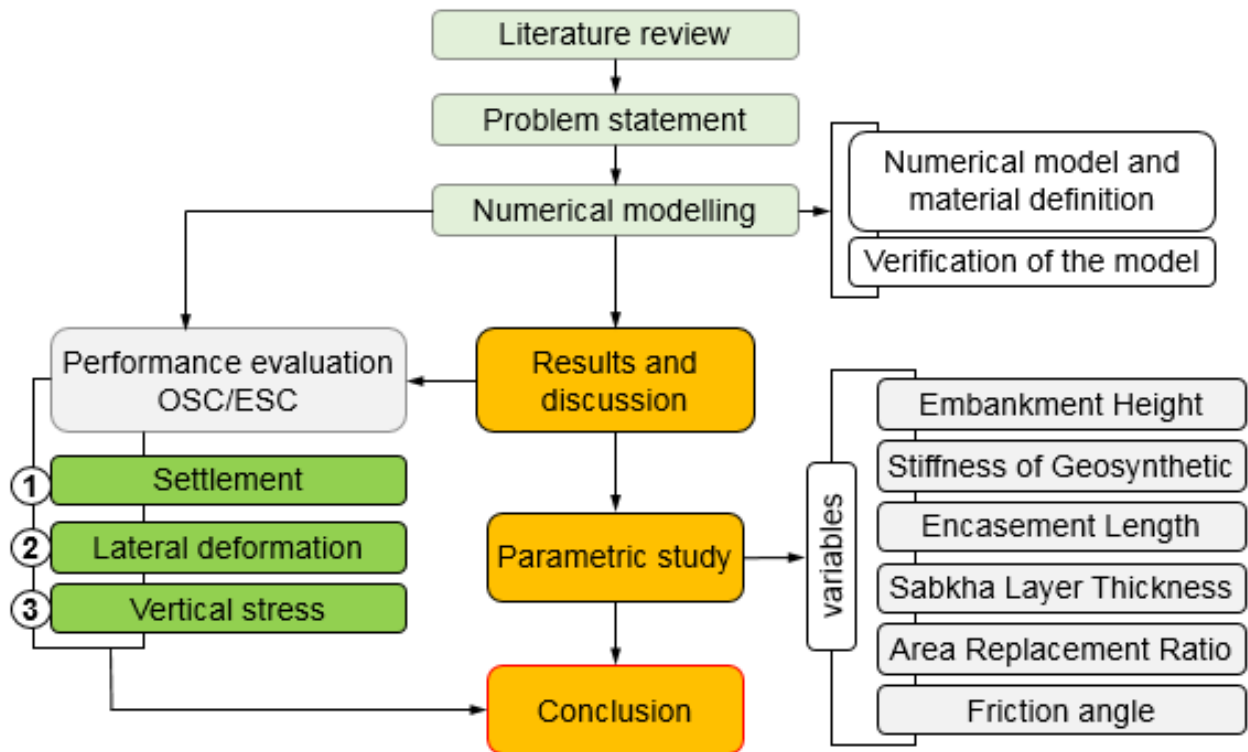 Literature review
Problem statement
Numerical modelling
Numerical model and
material definition
Verification of the model
Performance evaluation
OSC/ESC
1
Settlement
2
Lateral deformation
3
Vertical stress
Results and
discussion
Parametric study
Conclusion
variables
Embankment Height
Stiffness of Geosynthetic
Encasement Length
Sabkha Layer Thickness
Area Replacement Ratio
Friction angle